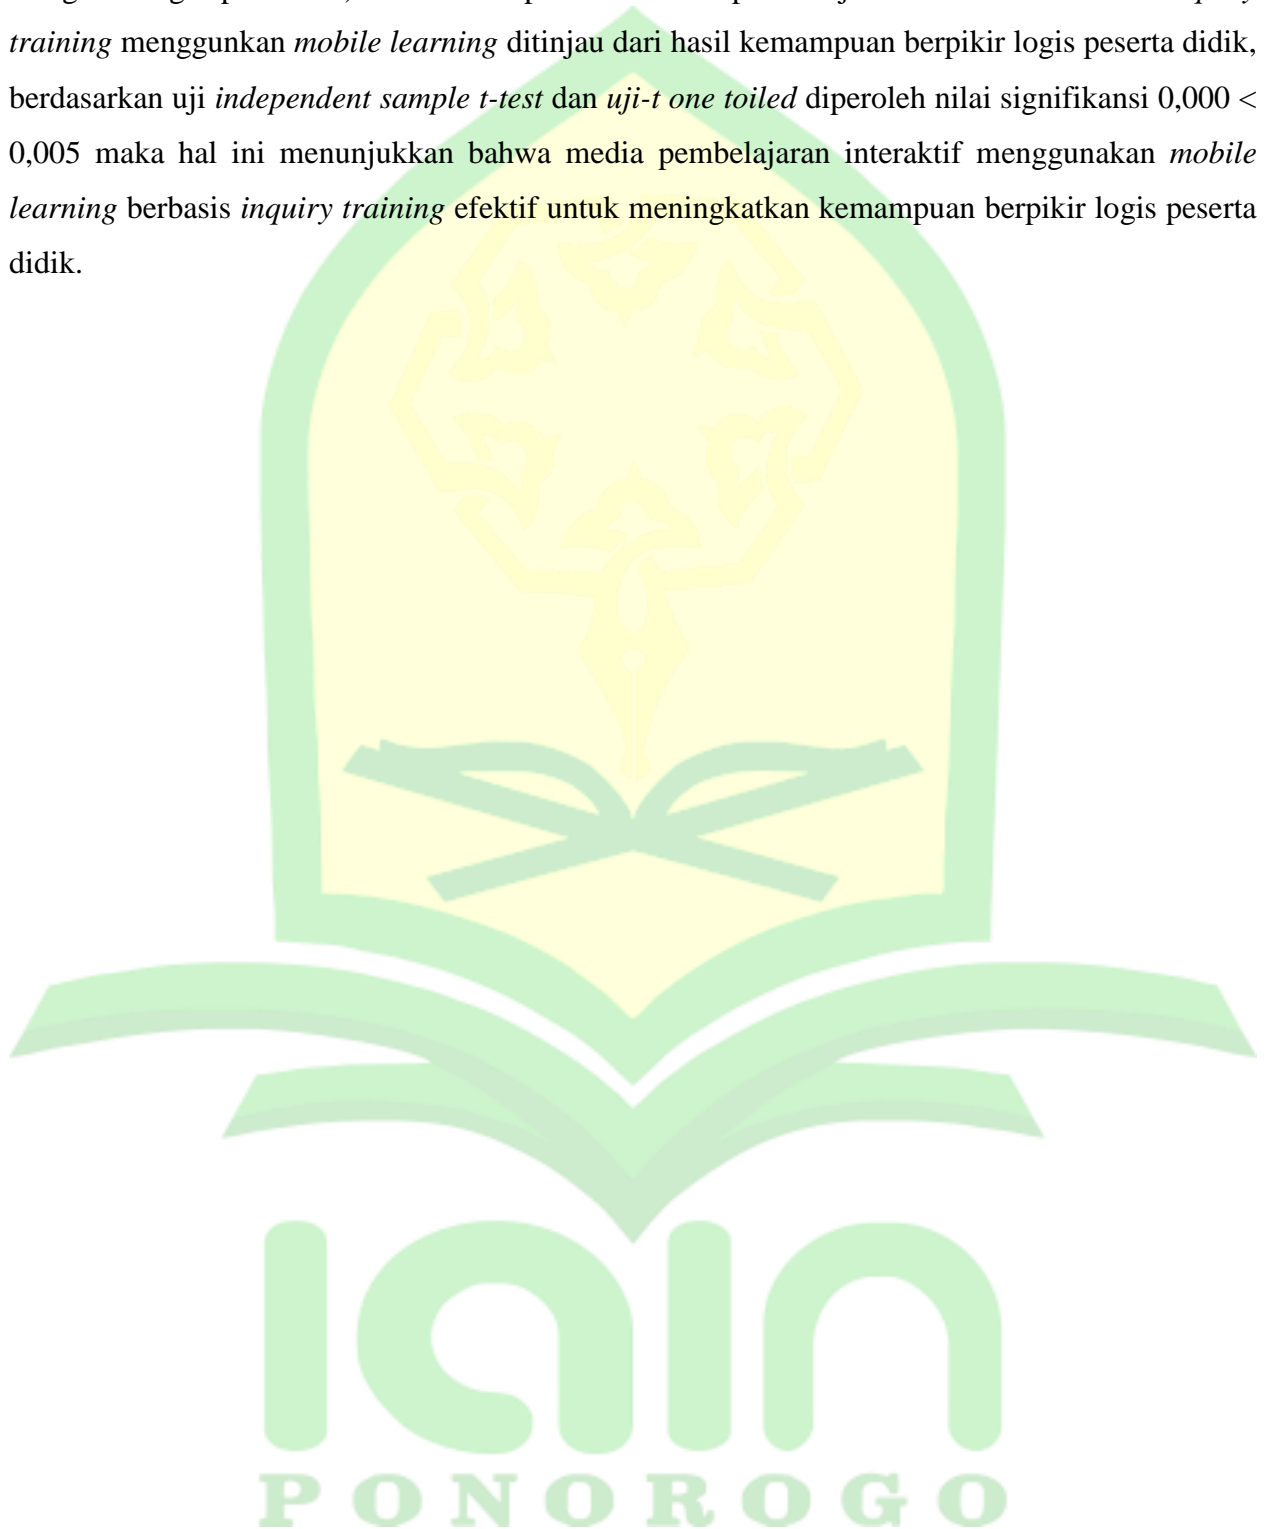 training menggunkan mobile learning ditinjau dari hasil kemampuan berpikir logis peserta didik,
berdasarkan uji independent sample t-test dan uji-t one toiled diperoleh nilai signifikansi 0,000 <
0,005 maka hal ini menunjukkan bahwa media pembelajaran interaktif menggunakan mobile
learning berbasis inquiry training efektif untuk meningkatkan kemampuan berpikir logis peserta
didik.
iain
PONOROGO